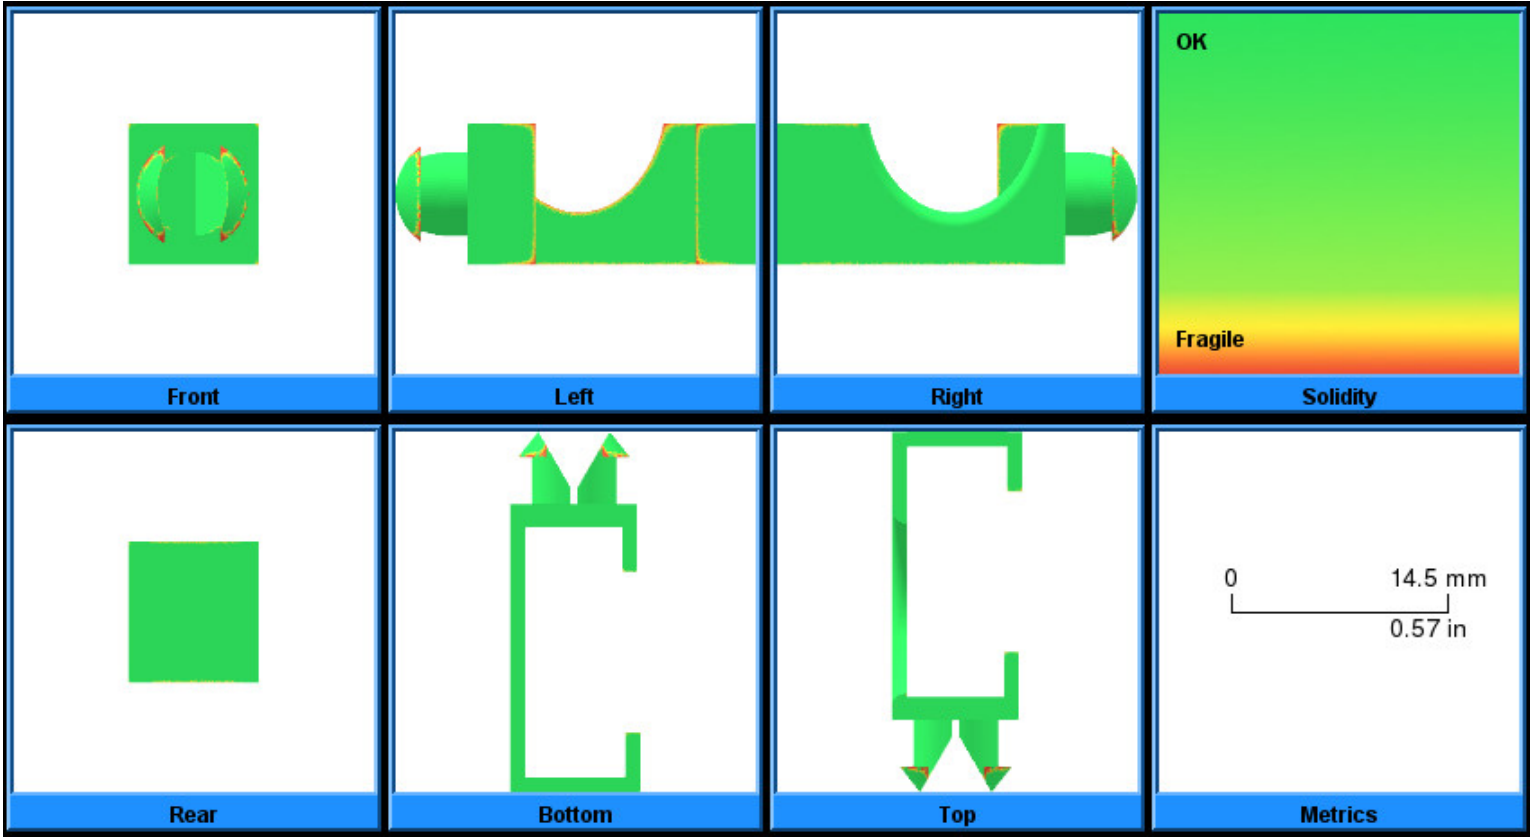 OK
Fragile
Front
Left
Right
Solidity
0
14.5 mm
0.57 in
Rear
Bottom
Top
Metrics